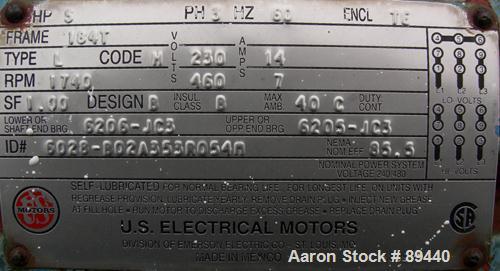 HP 5 PH 3 HZ 60 ENCL TE
FRAME 184T
TYPE L CODE M VOLTS 230 AMPS 14
RPM 1740 460 7
SF 1.00 DESIGN B INSUL CLASS B MAX AMB. 40 C DUTY CONT
LOWER OR SHAFT END BRG 6206-JC3 UPPER OR OPP END BRG 6205-JC3
ID# NEMA NOM EFF 85.5
NOMINAL POWER SYSTEM
VOLTAGE 240/480
LO VOLTS
HI VOLTS
SELF-LUBRICATED FOR NORMAL BEARING LIFE. FOR LONGEST LIFE, ON UNITS WITH
REGREASE PROVISION, LUBRICATE YEARLY. REMOVE DRAIN PLUG • INJECT NEW GREASE
AT FILL HOLE • RUN MOTOR TO DISCHARGE EXCESS GREASE • REPLACE DRAIN PLUG
US
MOTORS
U.S. ELECTRICAL MOTORS
DIVISION OF EMERSON ELECTRIC CO - ST. LOUIS, MO.
MADE IN MEXICO
Aaron Stock # 89440